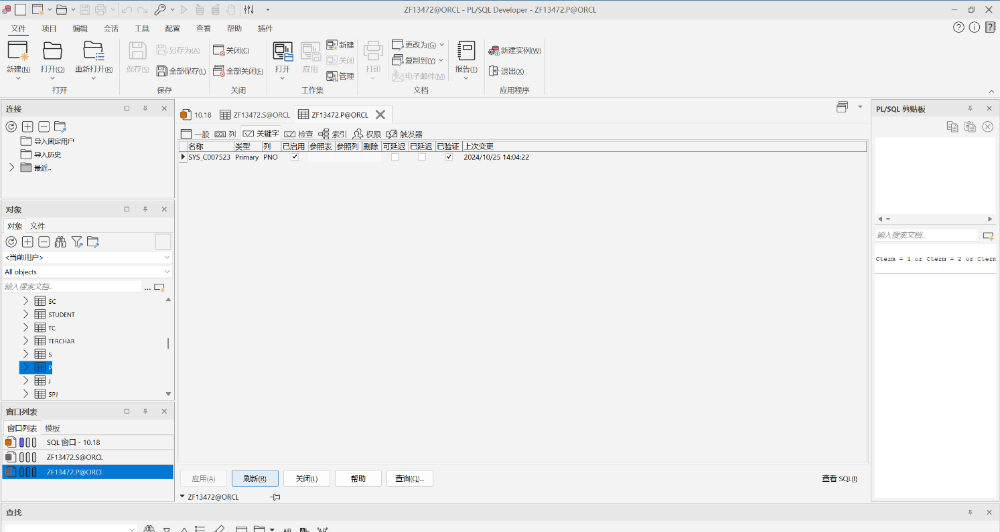 ZF13472@ORCL - PL/SQL Developer - ZF13472.P@ORCL
文件 项目 编辑 会话 工具 配置 查看 帮助 插件
新建(N) 打开(O) 重新打开(R) 保存(S) 另存为(A) 全部保存(L) 关闭(C) 全部关闭(E) 打开 应用 新建 关闭 管理 打印 更改为(G) 复制到(Y) 电子邮件(M) 报告(T) 新建实例(W) 退出(X)
打开 保存 关闭 工作集 文档 应用程序
连接
导入固定用户
导入历史
最近...
对象
对象 文件
<当前用户>
All objects
输入搜索文档...
SC
STUDENT
TC
TERCHAR
S
P
J
SPJ
窗口列表
窗口列表 模板
SQL 窗口 - 10.18
ZF13472.S@ORCL
ZF13472.P@ORCL
10.18 ZF13472.S@ORCL ZF13472.P@ORCL
一般 COL 列 关键字 检查 索引 权限 触发器
名称 类型 列 已启用 参照表 参照列 删除 可延迟 已延迟 已验证 上次变更
SYS_C007523 Primary PNO 2024/10/25 14:04:22
应用(A) 刷新(R) 关闭(L) 帮助 查询(Q)... 查看 SQL(I)
ZF13472@ORCL
PL/SQL 剪贴板
输入搜索文档...
Cterm = 1 or Cterm = 2 or Cterm
查找
AB Ab "AB"